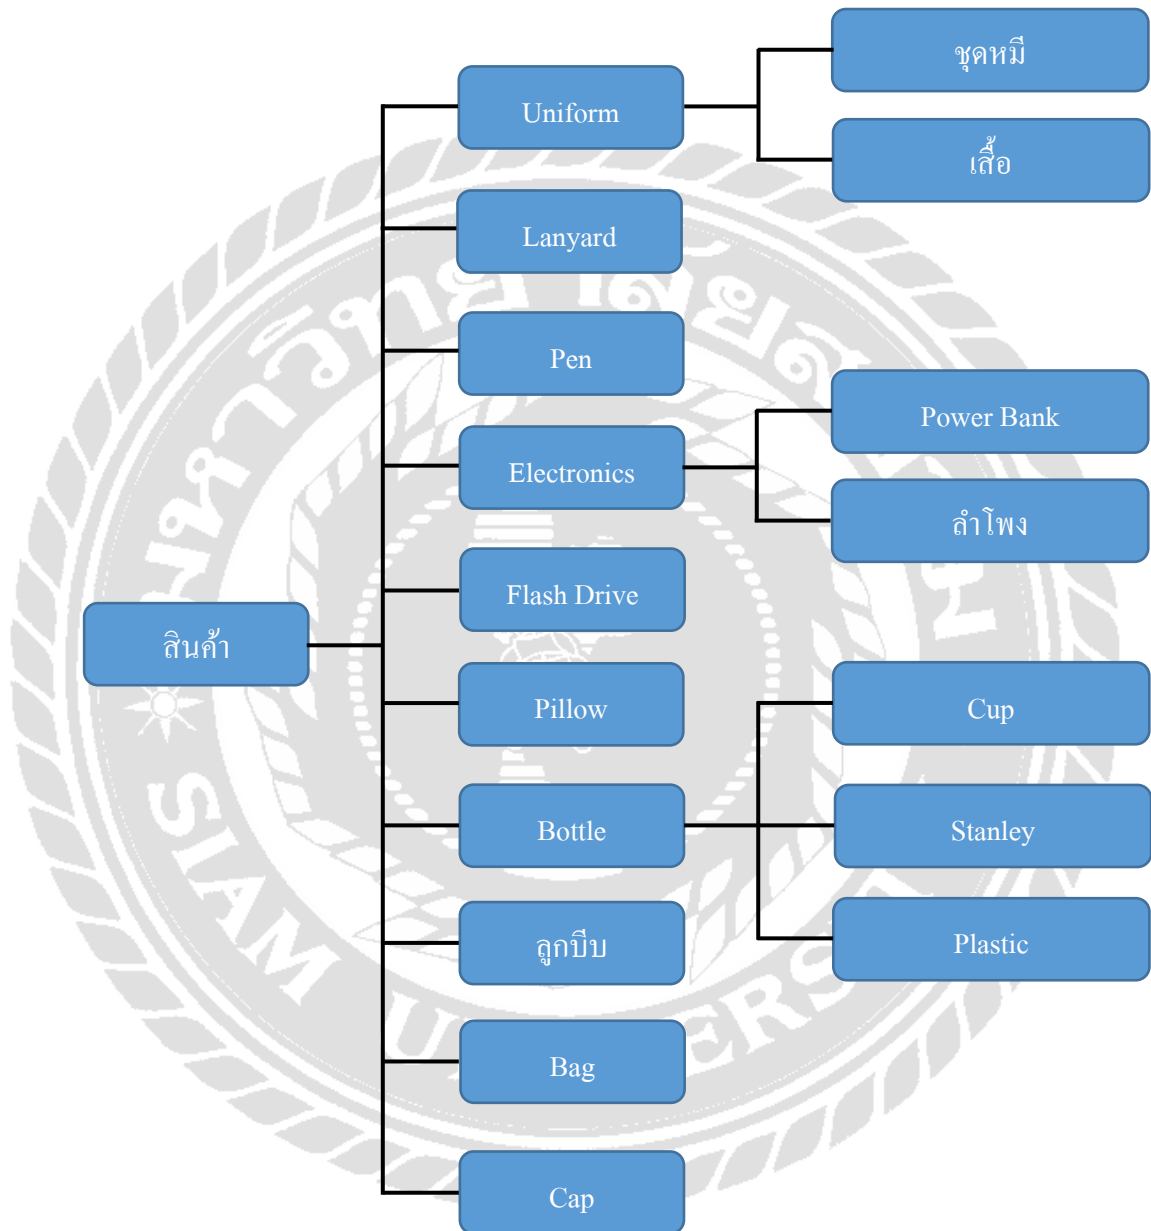 สินค้า
Uniform
ชุดหมี
เสื้อ
Lanyard
Pen
Electronics
Power Bank
ลำโพง
Flash Drive
Pillow
Bottle
Cup
Stanley
Plastic
ลูกบีบ
Bag
Cap
SIAM